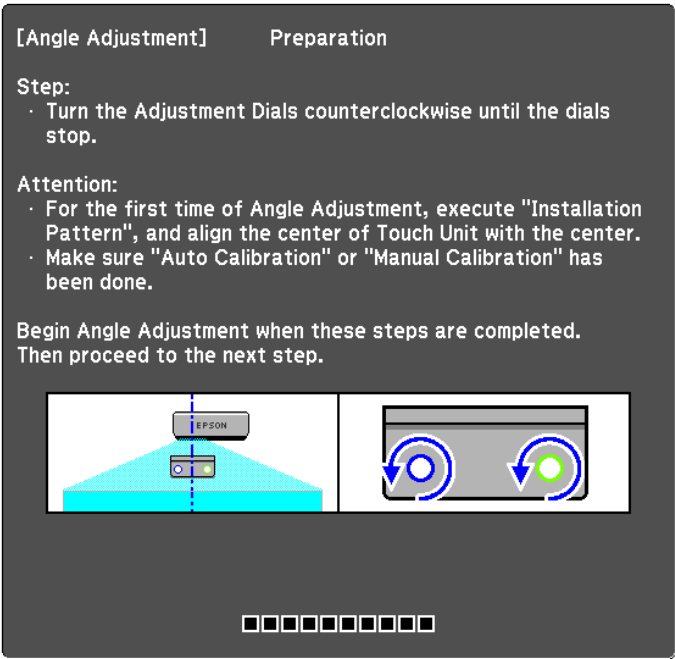 [Angle Adjustment] Preparation
Step:
· Turn the Adjustment Dials counterclockwise until the dials
stop.
Attention:
· For the first time of Angle Adjustment, execute "Installation
Pattern", and align the center of Touch Unit with the center.
· Make sure "Auto Calibration" or "Manual Calibration" has
been done.
Begin Angle Adjustment when these steps are completed.
Then proceed to the next step.
EPSON